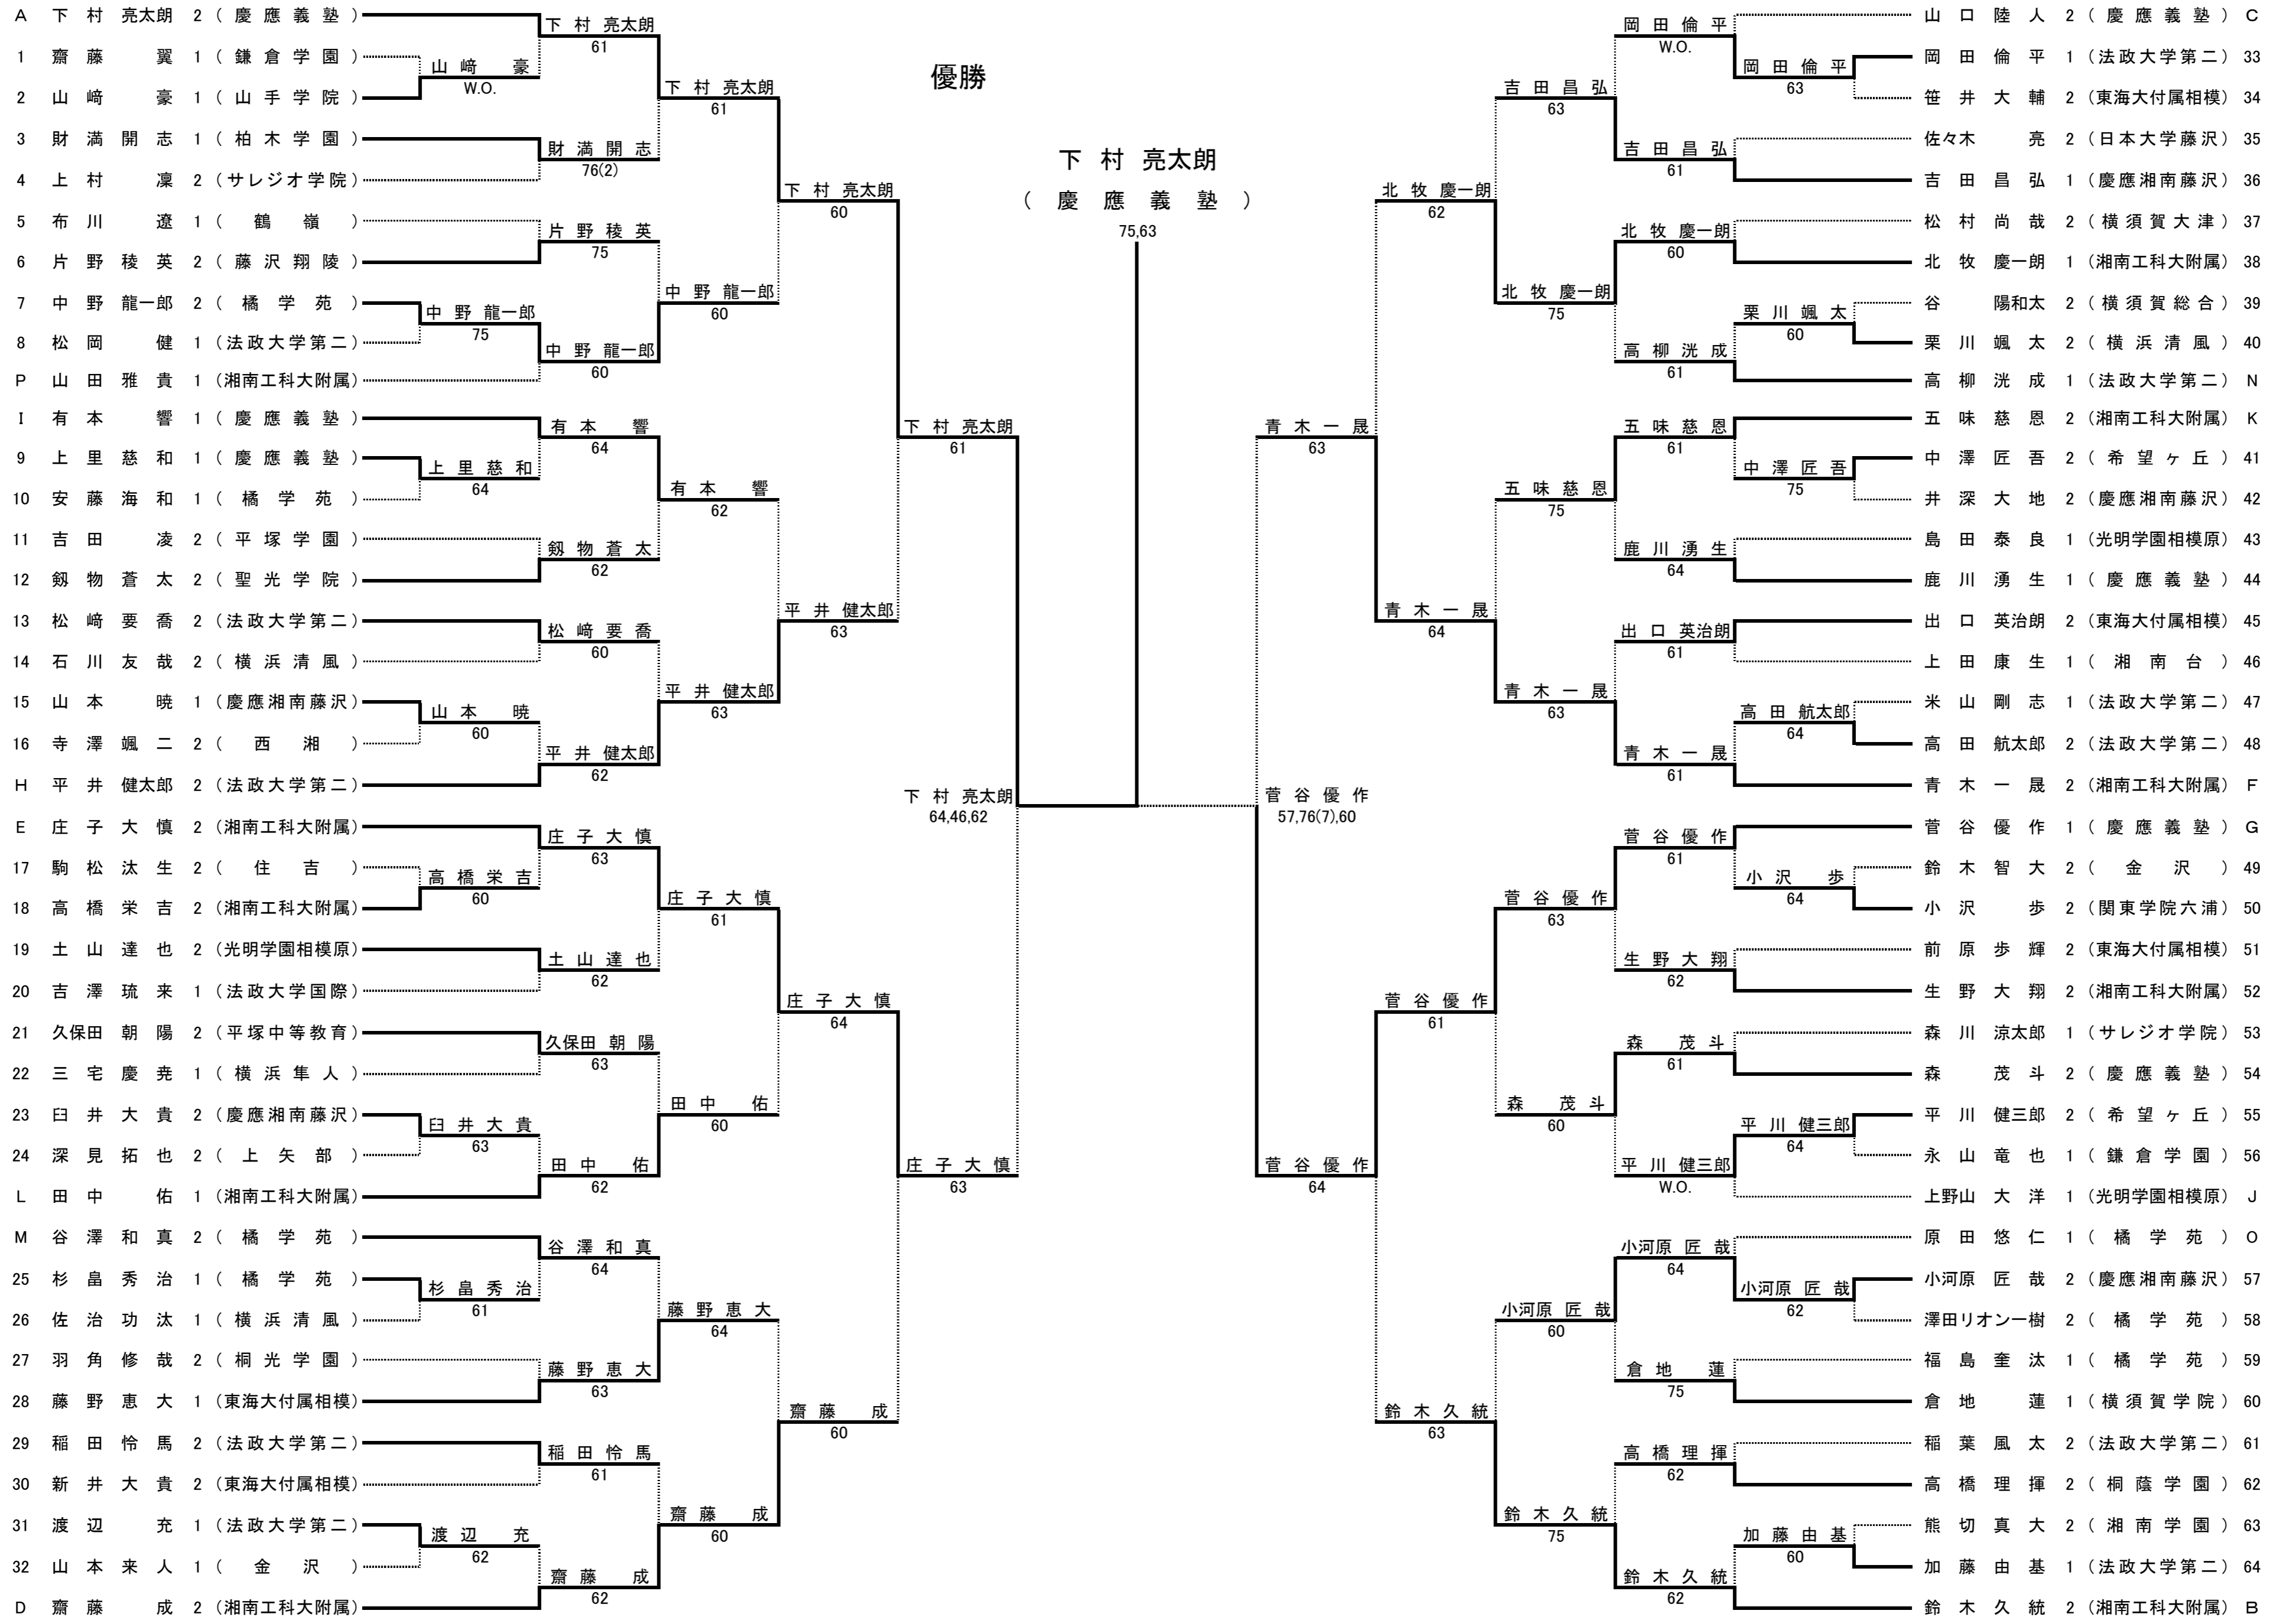 優勝
下村 亮太朗
(慶應義塾)
75,63
A 下村 亮太朗 2 (慶應義塾)
1 齋藤 翼 1 (鎌倉学園)
2 山﨑 豪 1 (山手学院)
3 財満 開志 1 (柏木学園)
4 上村 凜 2 (サレジオ学院)
5 布川 遼 1 (鶴嶺)
6 片野 稜英 2 (藤沢翔陵)
7 中野 龍一郎 2 (橘学苑)
8 松岡 健 1 (法政大学第二)
P 山田 雅貴 1 (湘南工科大附属)
I 有本 響 1 (慶應義塾)
9 上里 慈和 1 (慶應義塾)
10 安藤 海和 1 (橘学苑)
11 吉田 凌 2 (平塚学園)
12 剱物 蒼太 2 (聖光学院)
13 松﨑 要喬 2 (法政大学第二)
14 石川 友哉 2 (横浜清風)
15 山本 暁 1 (慶應湘南藤沢)
16 寺澤 颯二 2 (西湘)
H 平井 健太郎 2 (法政大学第二)
E 庄子 大慎 2 (湘南工科大附属)
17 駒松 汰生 2 (住吉)
18 高橋 栄吉 2 (湘南工科大附属)
19 土山 達也 2 (光明学園相模原)
20 吉澤 琉来 1 (法政大学国際)
21 久保田 朝陽 2 (平塚中等教育)
22 三宅 慶尭 1 (横浜隼人)
23 臼井 大貴 2 (慶應湘南藤沢)
24 深見 拓也 2 (上矢部)
L 田中 佑 1 (湘南工科大附属)
M 谷澤 和真 2 (橘学苑)
25 杉畠 秀治 1 (橘学苑)
26 佐治 功汰 1 (横浜清風)
27 羽角 修哉 2 (桐光学園)
28 藤野 恵大 1 (東海大付属相模)
29 稲田 怜馬 2 (法政大学第二)
30 新井 大貴 2 (東海大付属相模)
31 渡辺 充 1 (法政大学第二)
32 山本 来人 1 (金沢)
D 齋藤 成 2 (湘南工科大附属)
山﨑 豪
W.O.
中野 龍一郎
75
上里 慈和
64
山本 暁
60
高橋 栄吉
60
臼井 大貴
63
杉畠 秀治
61
渡辺 充
62
下村 亮太朗
61
財満 開志
76(2)
片野 稜英
75
中野 龍一郎
60
有本 響
64
剱物 蒼太
62
松﨑 要喬
60
平井 健太郎
62
庄子 大慎
63
土山 達也
62
久保田 朝陽
63
田中 佑
62
谷澤 和真
64
藤野 恵大
63
稲田 怜馬
61
齋藤 成
62
下村 亮太朗
61
中野 龍一郎
60
有本 響
62
平井 健太郎
63
庄子 大慎
61
田中 佑
60
藤野 恵大
64
齋藤 成
60
下村 亮太朗
60
平井 健太郎
63
庄子 大慎
64
齋藤 成
60
下村 亮太朗
61
庄子 大慎
63
下村 亮太朗
64,46,62
菅谷 優作
57,76(7),60
青木 一晟
63
菅谷 優作
64
北牧 慶一朗
62
青木 一晟
64
菅谷 優作
61
鈴木 久統
63
吉田 昌弘
63
北牧 慶一朗
75
五味 慈恩
75
青木 一晟
63
菅谷 優作
63
森 茂斗
60
小河原 匠哉
60
鈴木 久統
75
岡田 倫平
W.O.
吉田 昌弘
61
北牧 慶一朗
60
高柳 洸成
61
五味 慈恩
61
鹿川 湧生
64
出口 英治朗
61
青木 一晟
61
菅谷 優作
61
生野 大翔
62
森 茂斗
61
平川 健三郎
W.O.
小河原 匠哉
64
倉地 蓮
75
高橋 理揮
62
鈴木 久統
62
岡田 倫平
63
栗川 颯太
60
中澤 匠吾
75
高田 航太郎
64
小沢 歩
64
平川 健三郎
64
小河原 匠哉
62
加藤 由基
60
山口 陸人 2 (慶應義塾) C
岡田 倫平 1 (法政大学第二) 33
笹井 大輔 2 (東海大付属相模) 34
佐々木 亮 2 (日本大学藤沢) 35
吉田 昌弘 1 (慶應湘南藤沢) 36
松村 尚哉 2 (横須賀大津) 37
北牧 慶一朗 1 (湘南工科大附属) 38
谷 陽和太 2 (横須賀総合) 39
栗川 颯太 2 (横浜清風) 40
高柳 洸成 1 (法政大学第二) N
五味 慈恩 2 (湘南工科大附属) K
中澤 匠吾 2 (希望ヶ丘) 41
井深 大地 2 (慶應湘南藤沢) 42
島田 泰良 1 (光明学園相模原) 43
鹿川 湧生 1 (慶應義塾) 44
出口 英治朗 2 (東海大付属相模) 45
上田 康生 1 (湘南台) 46
米山 剛志 1 (法政大学第二) 47
高田 航太郎 2 (法政大学第二) 48
青木 一晟 2 (湘南工科大附属) F
菅谷 優作 1 (慶應義塾) G
鈴木 智大 2 (金沢) 49
小沢 歩 2 (関東学院六浦) 50
前原 歩輝 2 (東海大付属相模) 51
生野 大翔 2 (湘南工科大附属) 52
森川 涼太郎 1 (サレジオ学院) 53
森 茂斗 2 (慶應義塾) 54
平川 健三郎 2 (希望ヶ丘) 55
永山 竜也 1 (鎌倉学園) 56
上野山 大洋 1 (光明学園相模原) J
原田 悠仁 1 (橘学苑) O
小河原 匠哉 2 (慶應湘南藤沢) 57
澤田リオン一樹 2 (橘学苑) 58
福島 奎汰 1 (橘学苑) 59
倉地 蓮 1 (横須賀学院) 60
稲葉 風太 2 (法政大学第二) 61
高橋 理揮 2 (桐蔭学園) 62
熊切 真大 2 (湘南学園) 63
加藤 由基 1 (法政大学第二) 64
鈴木 久統 2 (湘南工科大附属) B